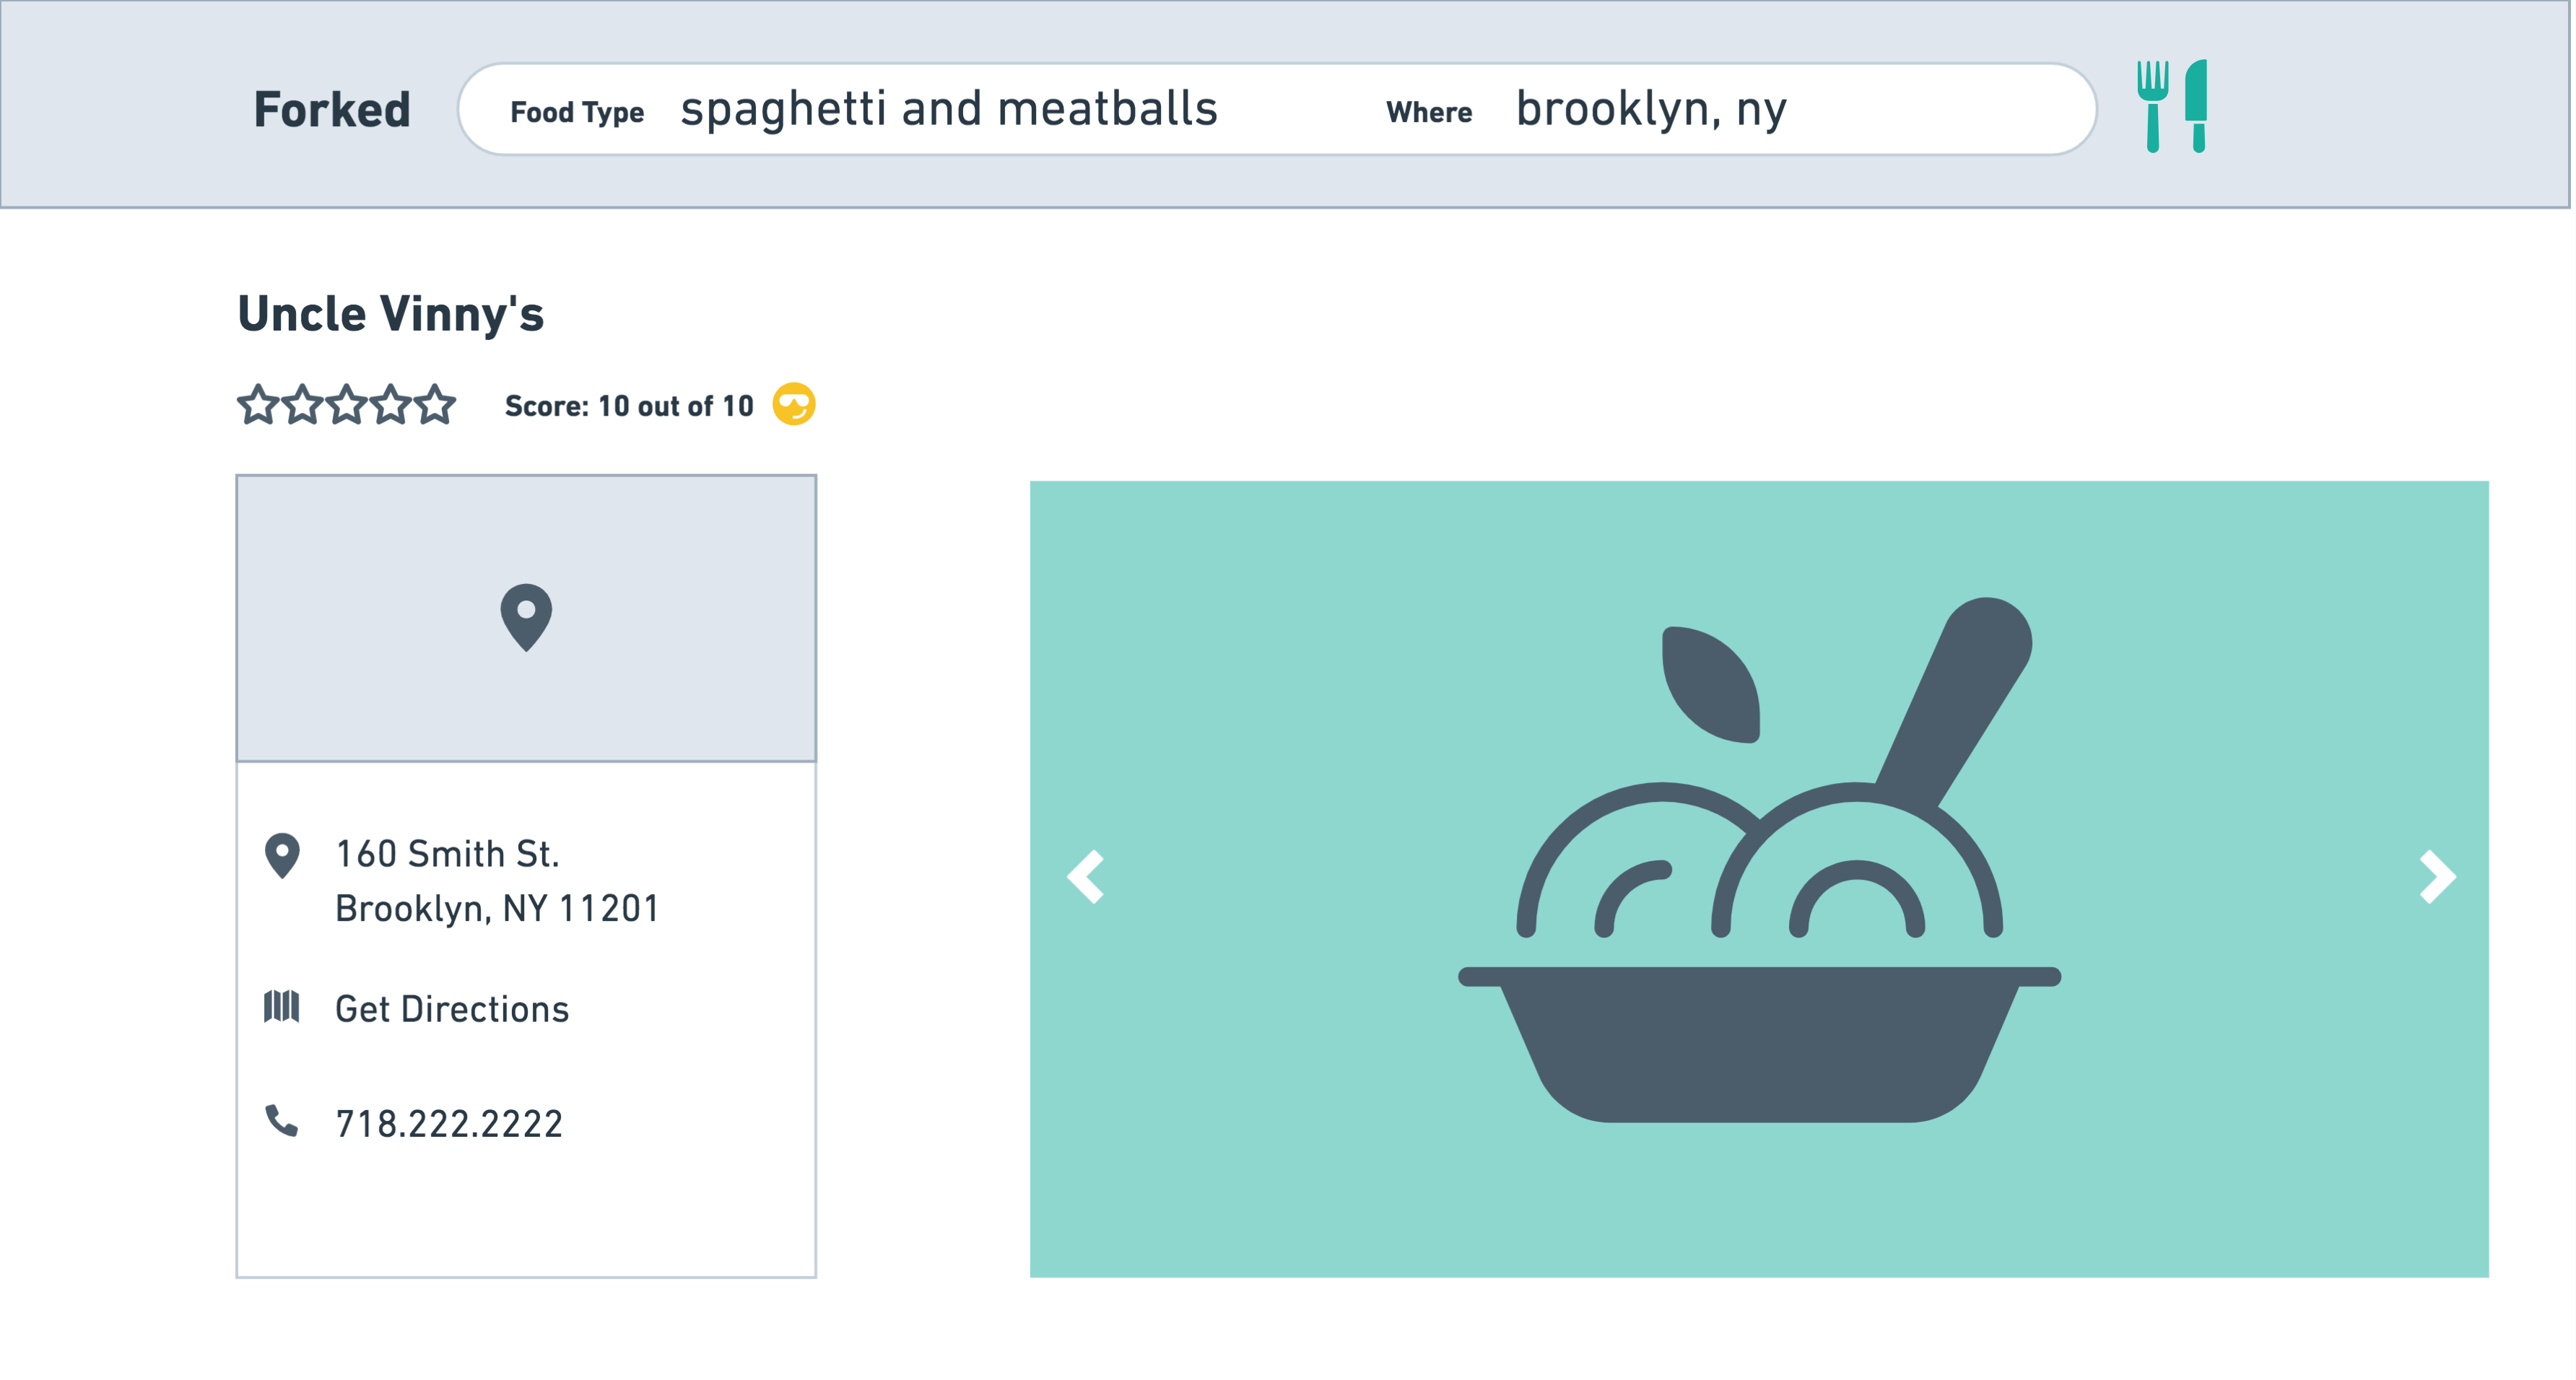 Forked Food Type spaghetti and meatballs Where brooklyn, ny
Uncle Vinny's
Score: 10 out of 10
160 Smith St.
Brooklyn, NY 11201
Get Directions
718.222.2222